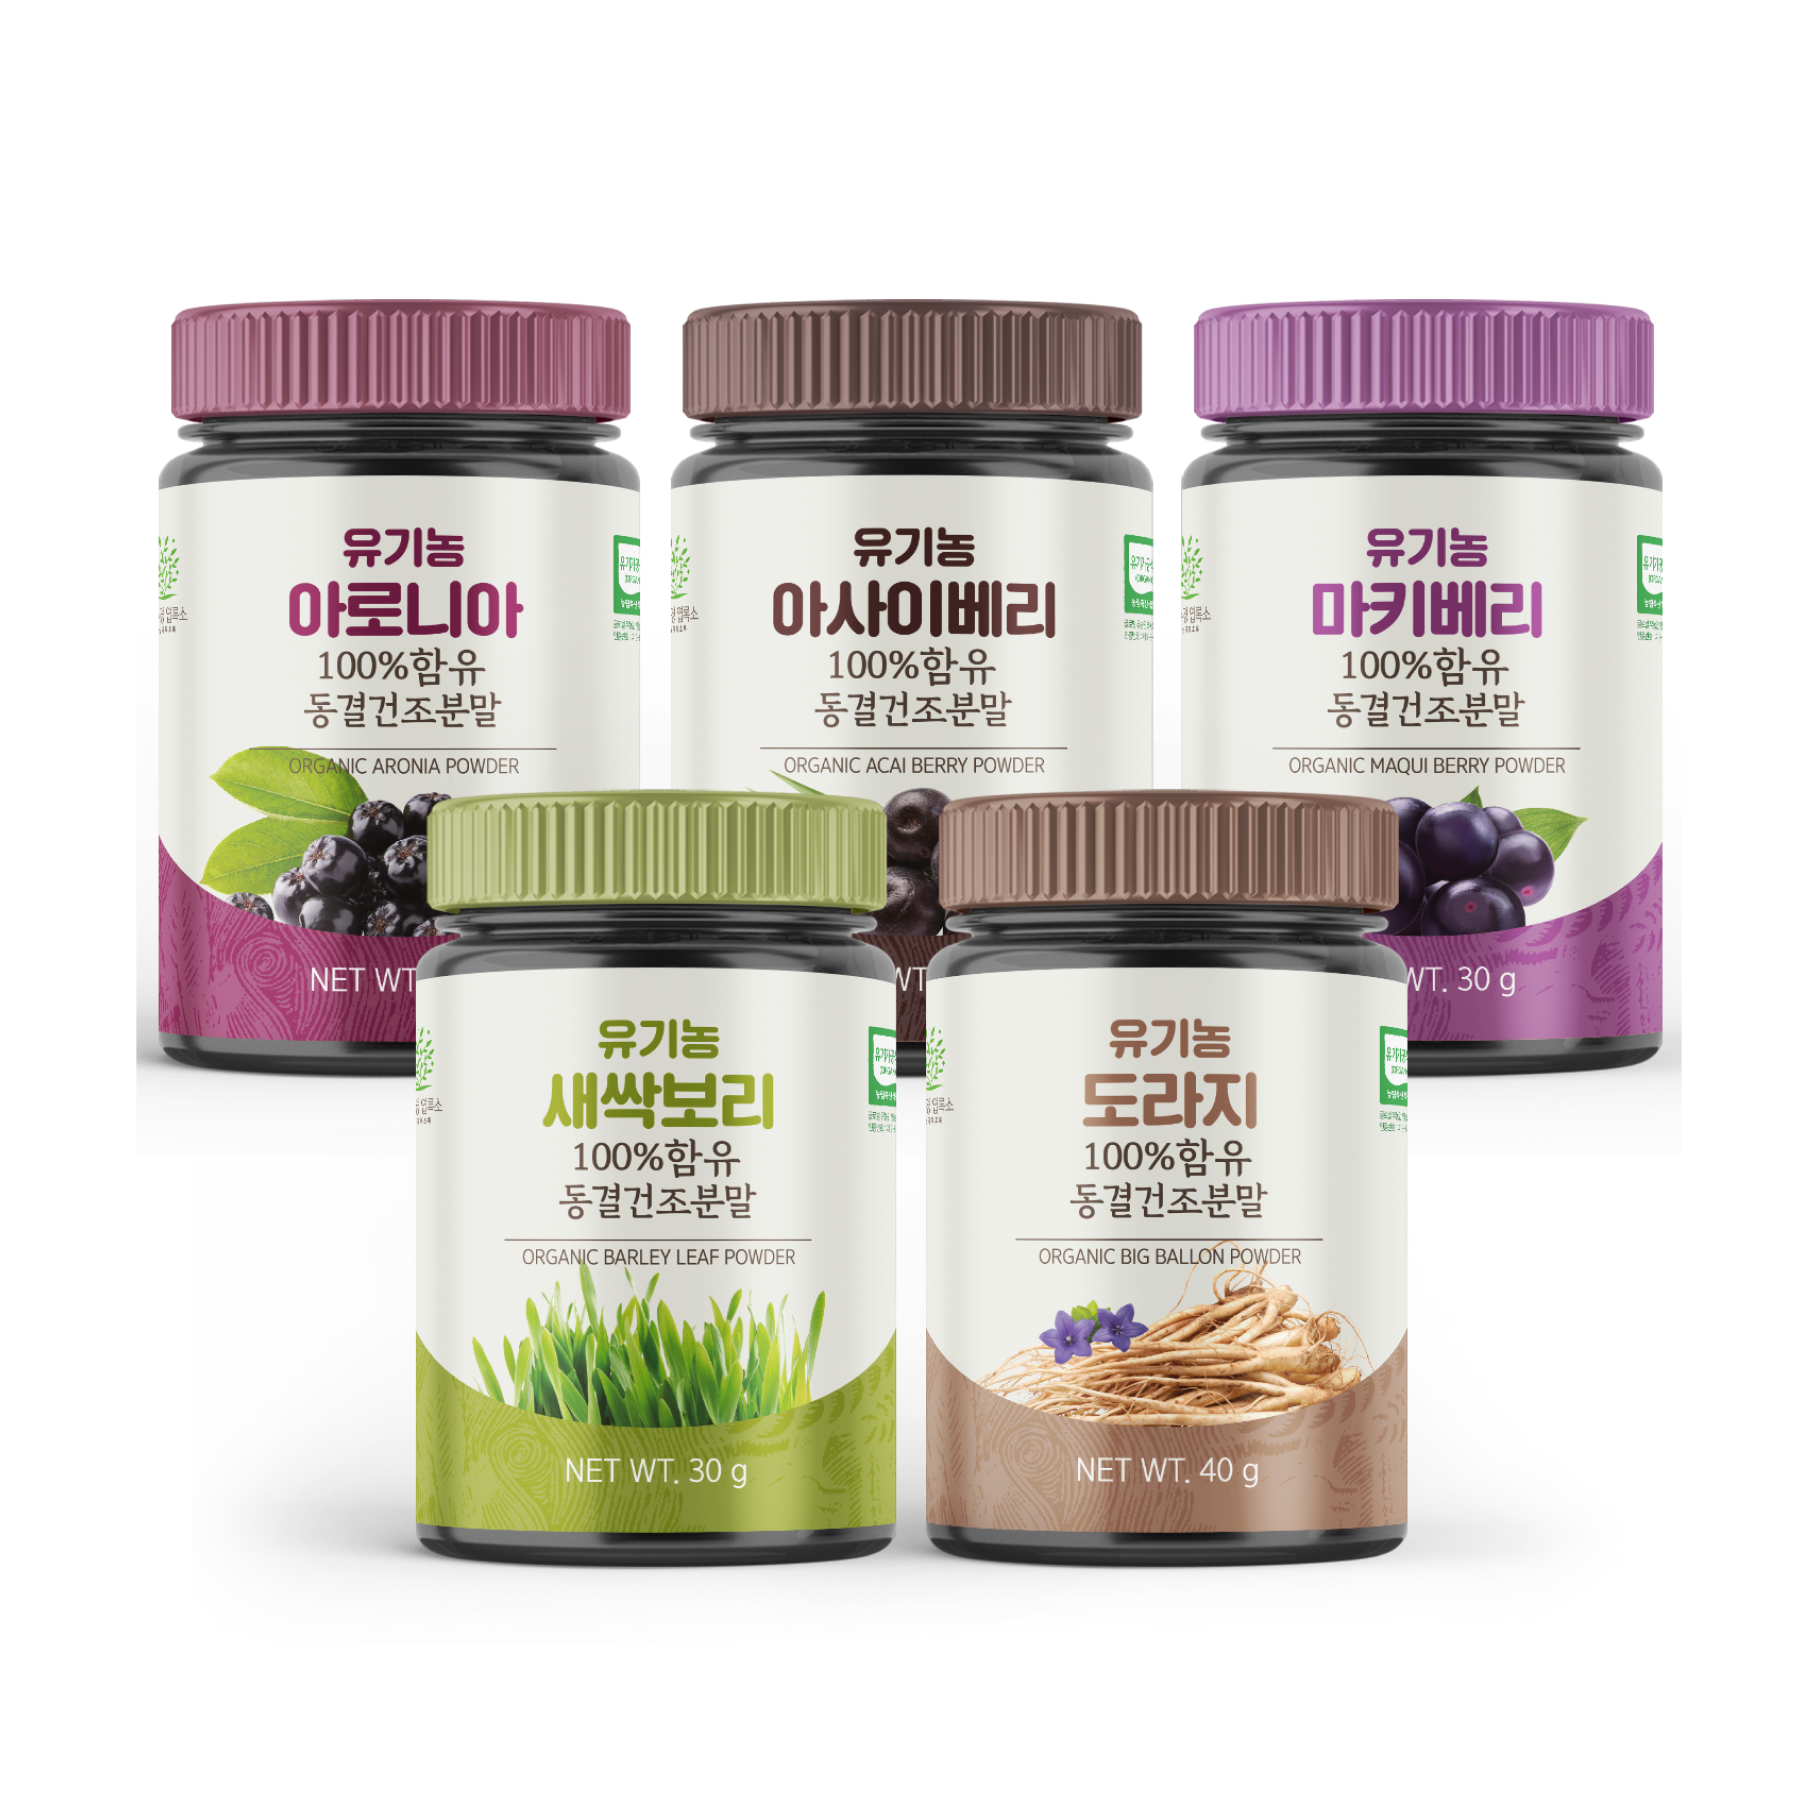 유기농
아로니아
100%함유
동결건조분말
ORGANIC ARONIA POWDER
NET WT.
유기농
아사이베리
100%함유
동결건조분말
ORGANIC ACAI BERRY POWDER
유기농
마키베리
100%함유
동결건조분말
ORGANIC MAQUI BERRY POWDER
WT. 30 g
유기농
새싹보리
100%함유
동결건조분말
ORGANIC BARLEY LEAF POWDER
NET WT. 30 g
유기농
도라지
100%함유
동결건조분말
ORGANIC BIG BALLON POWDER
NET WT. 40 g